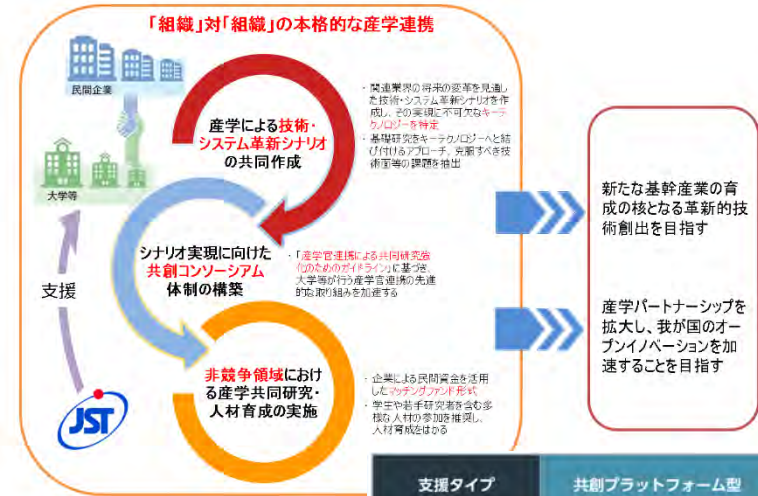 「組織」対「組織」の本格的な産学連携
民間企業
大学等
支援
JST
産学による技術・
システム革新シナリオ
の共同作成
・ 関連業界の将来の変革を見通し
た技術・システム革新シナリオを作
成し、その実現に不可欠なキーテ
クノロジーを特定
・ 基礎研究をキーテクノロジーへと結
び付けるアプローチ、克服すべき技
術面等の課題を抽出
シナリオ実現に向けた
共創コンソーシアム
体制の構築
・「産学官連携による共同研究強
化のためのガイドライン」に基づき、
大学等が行う産学官連携の先進
的な取り組みを加速する
非競争領域におけ
る産学共同研究・
人材育成の実施
・ 企業による民間資金を活用
したマッチングファンド形式
・ 学生や若手研究者を含む多
様な人材の参加を推奨し、
人材育成をはかる
新たな基幹産業の育
成の核となる革新的技
術創出を目指す
産学パートナーシップを
拡大し、我が国のオー
プンイノベーションを加
速することを目指す
支援タイプ
共創プラットフォーム型